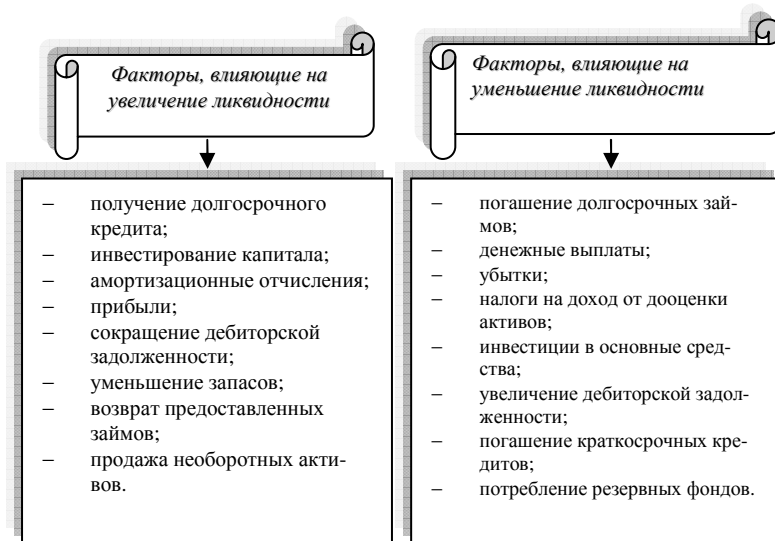 Факторы, влияющие на
увеличение ликвидности
– получение долгосрочного
кредита;
– инвестирование капитала;
– амортизационные отчисления;
– прибыли;
– сокращение дебиторской
задолженности;
– уменьшение запасов;
– возврат предоставленных
займов;
– продажа необоротных акти-
вов.
Факторы, влияющие на
уменьшение ликвидности
– погашение долгосрочных зай-
мов;
– денежные выплаты;
– убытки;
– налоги на доход от дооценки
активов;
– инвестиции в основные сред-
ства;
– увеличение дебиторской задол-
женности;
– погашение краткосрочных кре-
дитов;
– потребление резервных фондов.